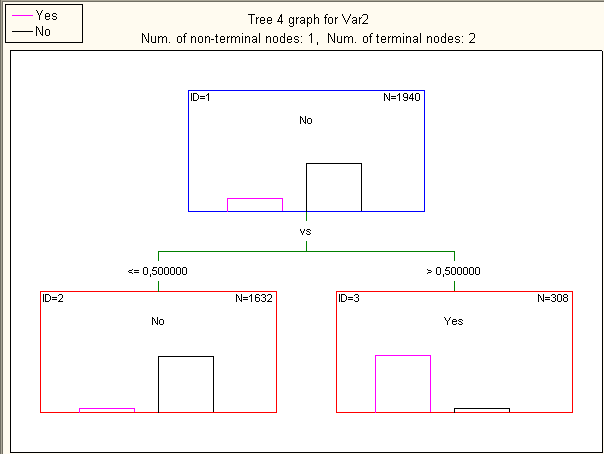 Yes
No
Tree 4 graph for Var2
Num. of non-terminal nodes: 1, Num. of terminal nodes: 2
ID=1 N=1940
No
vs
<= 0,500000 > 0,500000
ID=2 N=1632 ID=3 N=308
No Yes